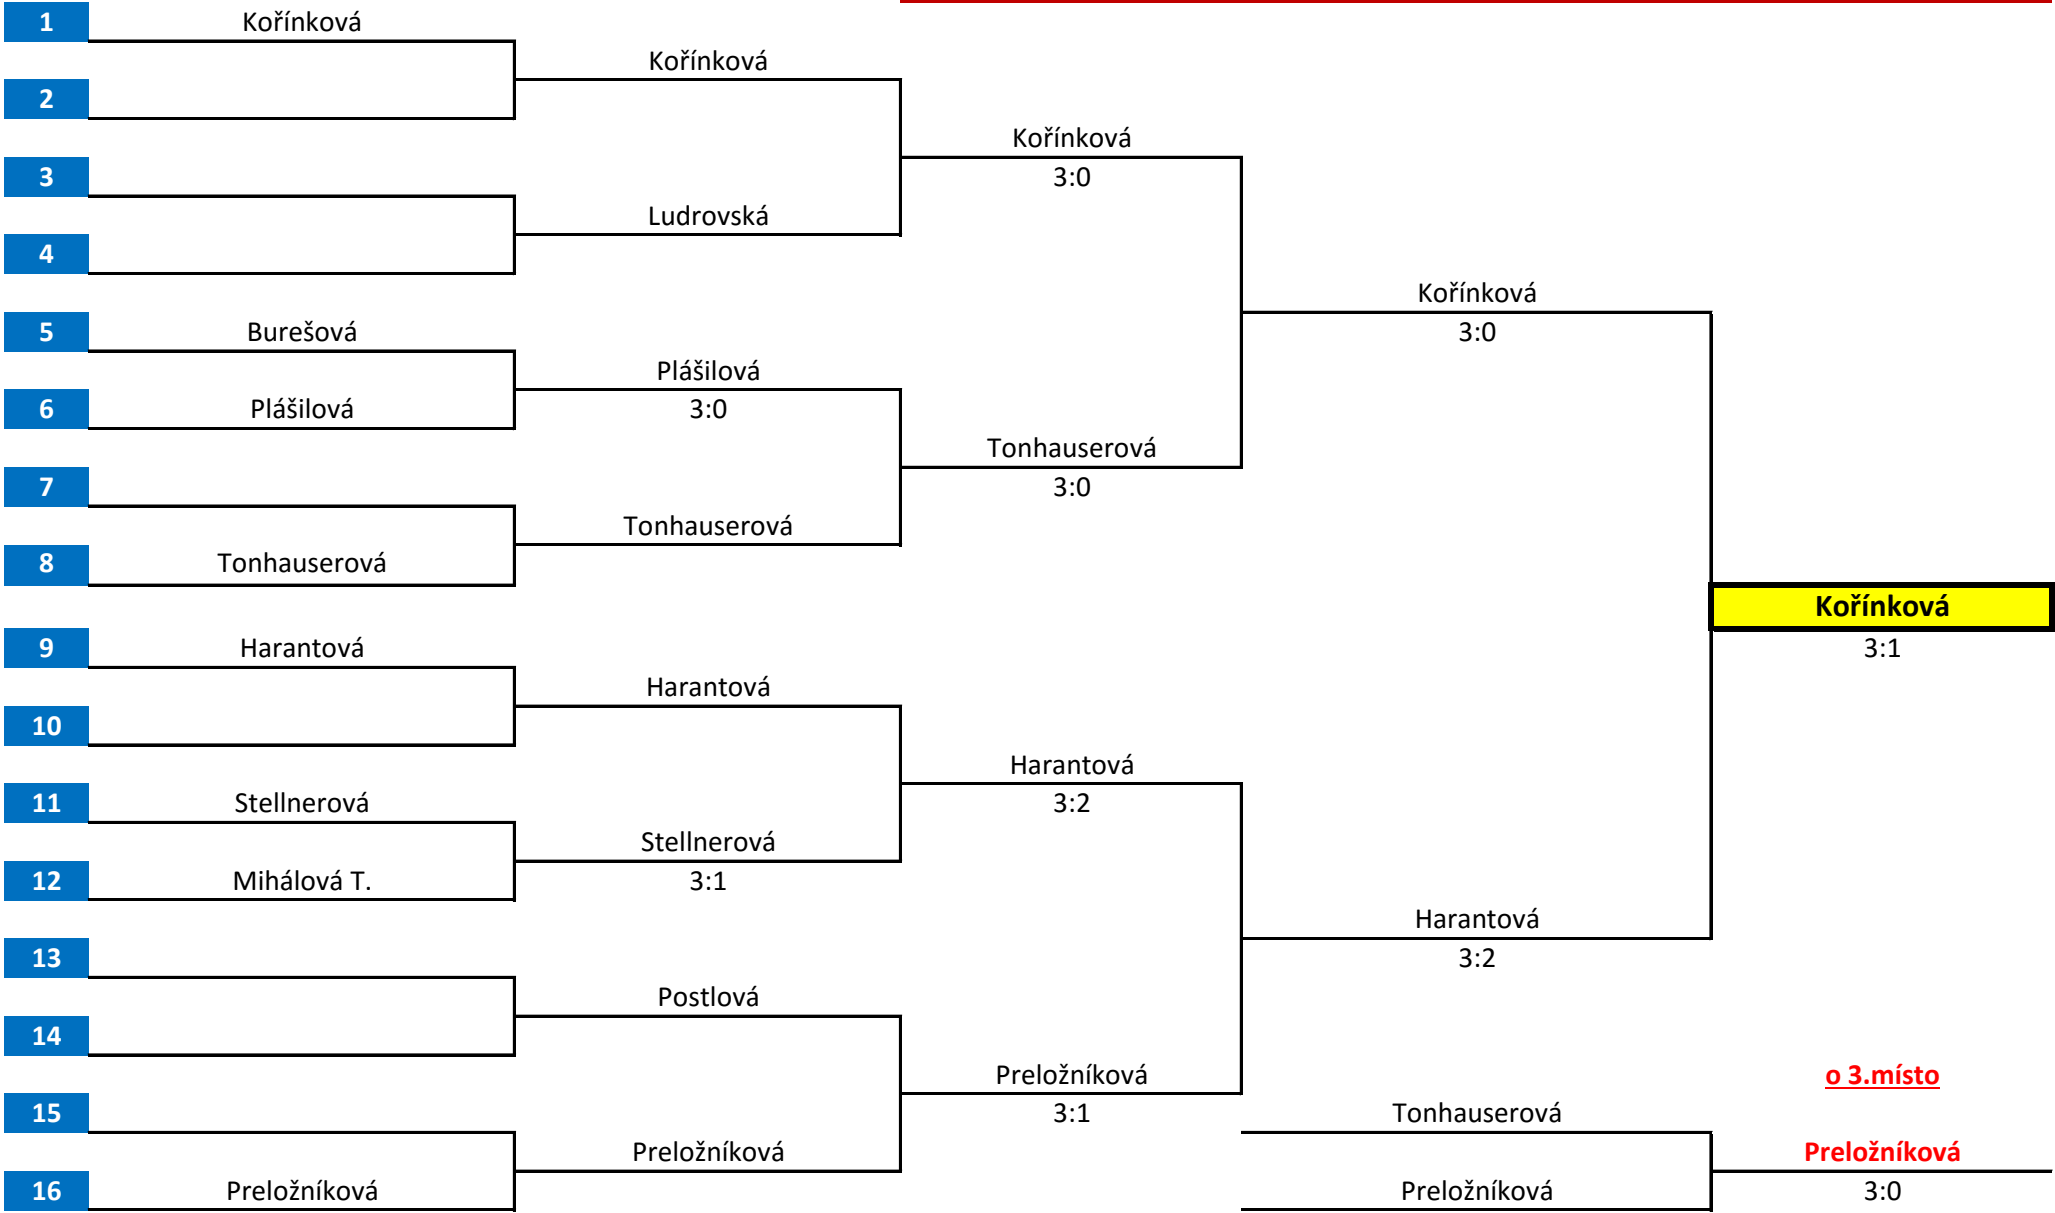 1 Kořínková
Kořínková
2
Kořínková
3 3:0
Ludrovská
4
Kořínková
5 Burešová 3:0
Plášilová
6 Plášilová 3:0
Tonhauserová
7 3:0
Tonhauserová
8 Tonhauserová
Kořínková
9 Harantová 3:1
Harantová
10
Harantová
11 Stellnerová 3:2
Stellnerová
12 Mihálová T. 3:1
Harantová
13 3:2
Postlová
14
Preložníková o 3.místo
15 3:1 Tonhauserová
Preložníková Preložníková
16 Preložníková Preložníková 3:0